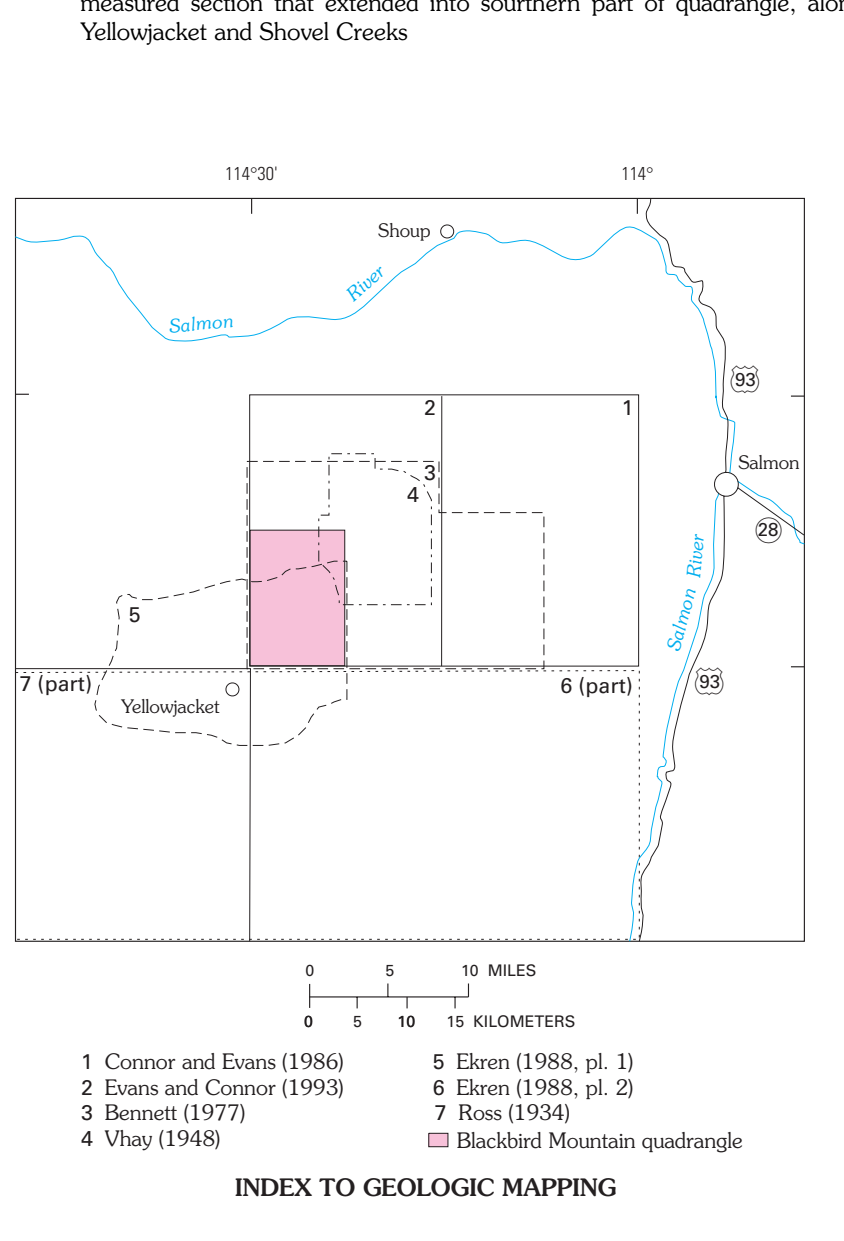 measured section that extended into sourthern part of quadrangle, alon
Yellowjacket and Shovel Creeks
114°30'
114°
Shoup
River
Salmon
93
2
1
3
Salmon
4
28
Salmon River
5
7 (part)
6 (part)
93
Yellowjacket
0 5 10 MILES
0 5 10 15 KILOMETERS
1 Connor and Evans (1986)
2 Evans and Connor (1993)
3 Bennett (1977)
4 Vhay (1948)
5 Ekren (1988, pl. 1)
6 Ekren (1988, pl. 2)
7 Ross (1934)
Blackbird Mountain quadrangle
INDEX TO GEOLOGIC MAPPING